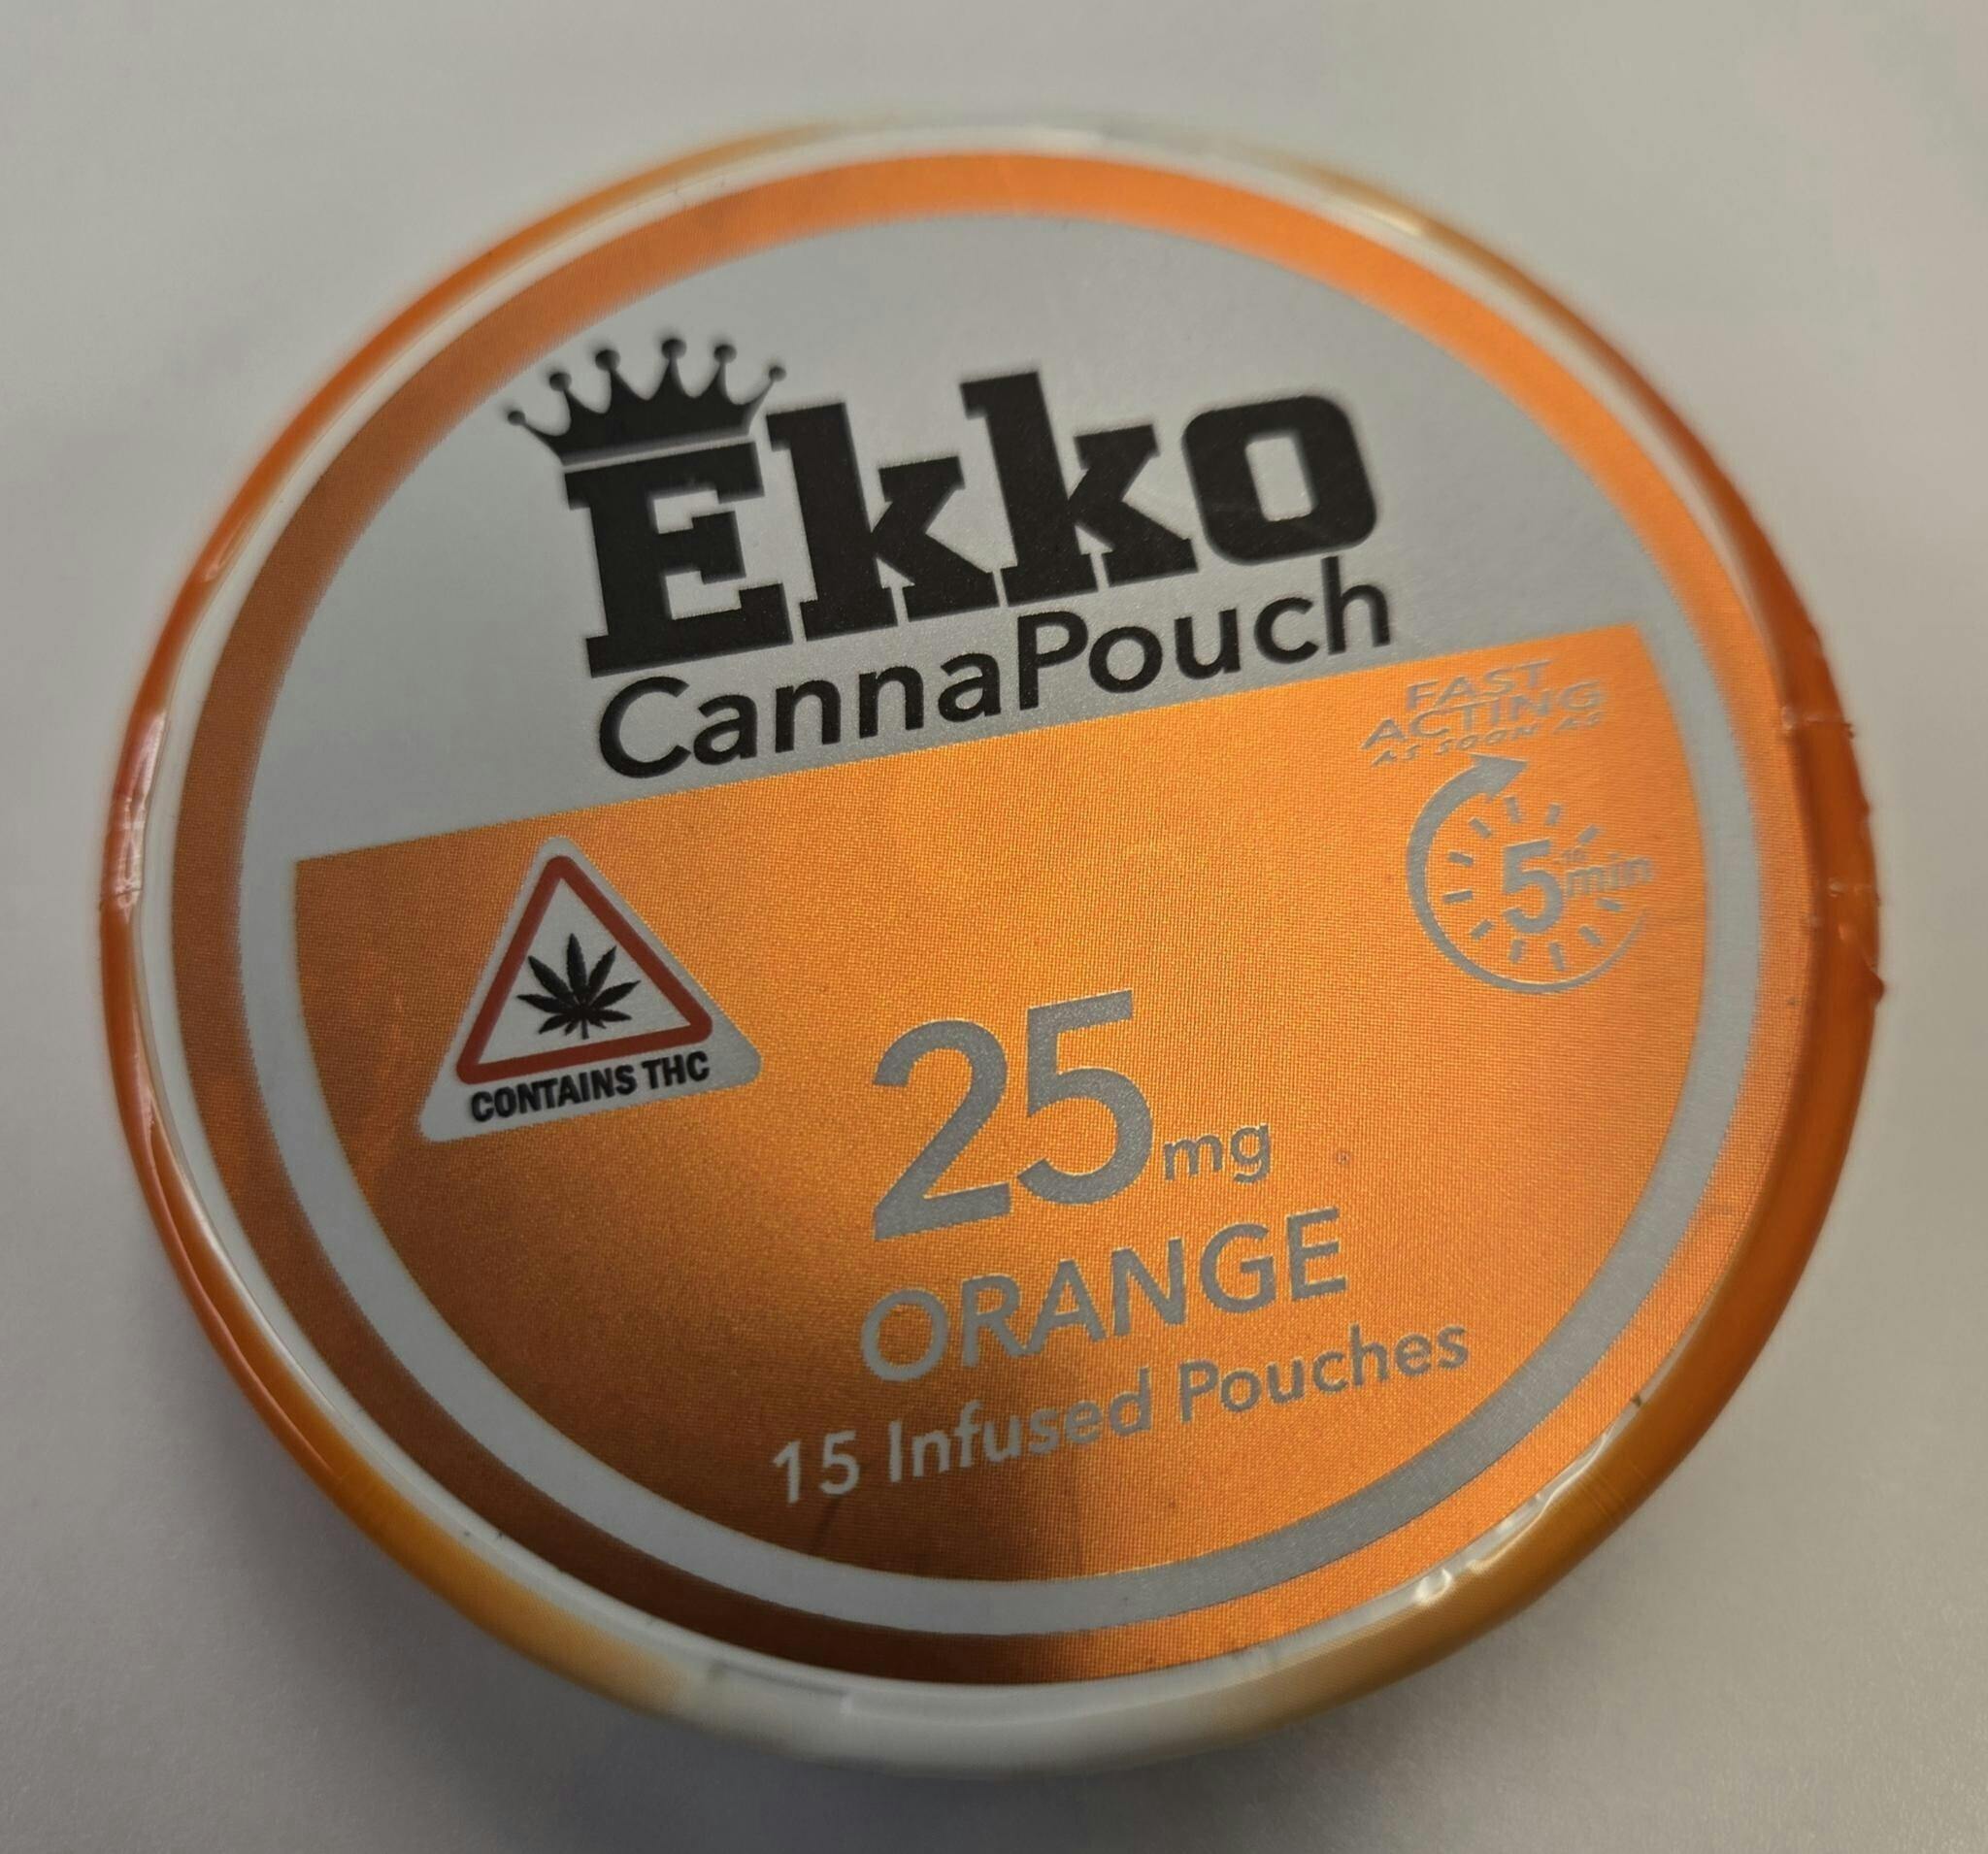 Ekko
CannaPouch
FAST
ACTING
AS SOON AS
5 min
CONTAINS THC
25mg
ORANGE
15 Infused Pouches